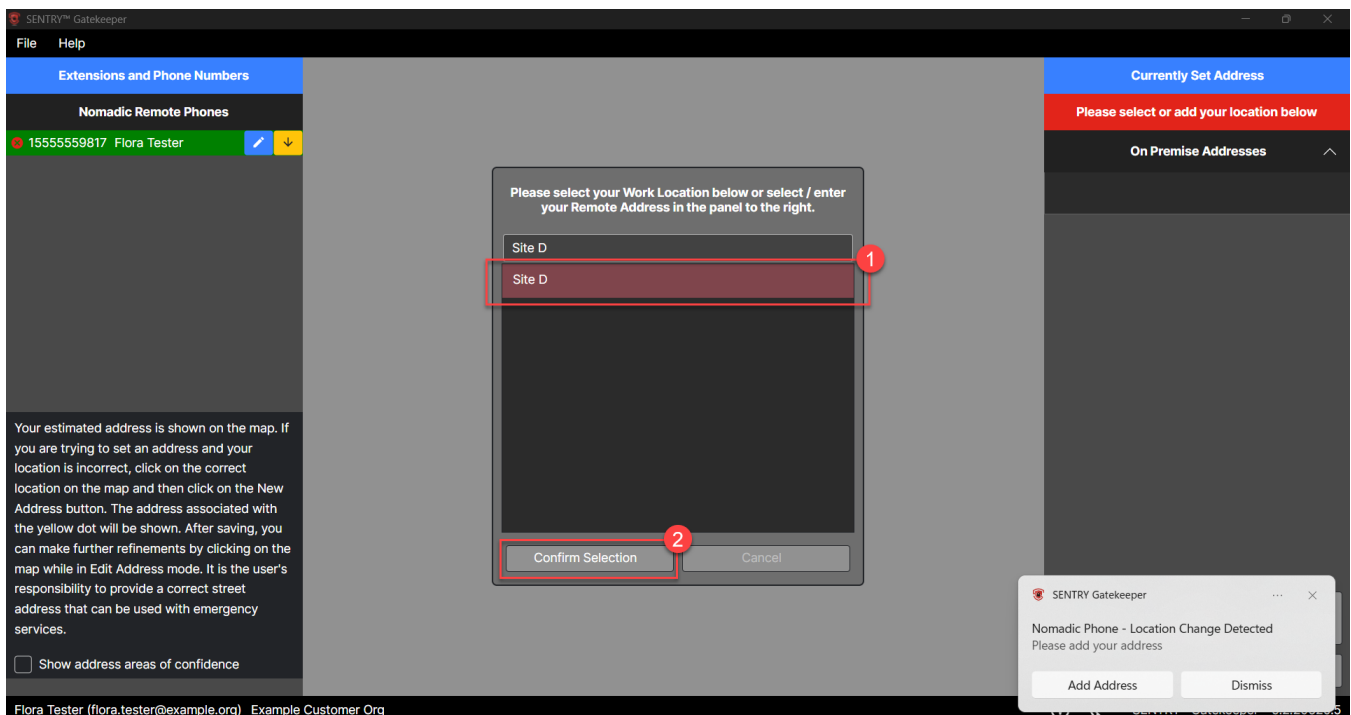 SENTRY™ Gatekeeper
File Help
Extensions and Phone Numbers
Nomadic Remote Phones
15555559817 Flora Tester
Your estimated address is shown on the map. If
you are trying to set an address and your
location is incorrect, click on the correct
location on the map and then click on the New
Address button. The address associated with
the yellow dot will be shown. After saving, you
can make further refinements by clicking on the
map while in Edit Address mode. It is the user's
responsibility to provide a correct street
address that can be used with emergency
services.
Show address areas of confidence
Please select your Work Location below or select / enter
your Remote Address in the panel to the right.
Site D
1
Site D
2
Confirm Selection Cancel
Currently Set Address
Please select or add your location below
On Premise Addresses
SENTRY Gatekeeper
Nomadic Phone - Location Change Detected
Please add your address
Add Address Dismiss
Flora Tester (flora.tester@example.org) Example Customer Org